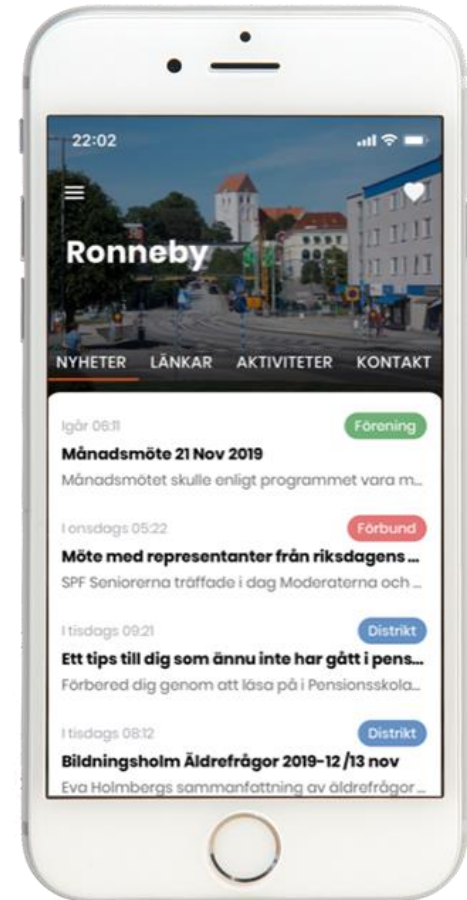 22:02
Ronneby
NYHETER LÄNKAR AKTIVITETER KONTAKT
Igår 06:11 Förening
Månadsmöte 21 Nov 2019
Månadsmötet skulle enligt programmet vara m...
I onsdags 05:22 Förbund
Möte med representanter från riksdagens ...
SPF Seniorerna träffade i dag Moderaterna och ...
I tisdags 09:21 Distrikt
Ett tips till dig som ännu inte har gått i pens...
Förbered dig genom att läsa på i Pensionsskola...
I tisdags 08:12 Distrikt
Bildningsholm Äldrefrågor 2019-12 /13 nov
Eva Holmbergs sammanfattning av äldrefrågor ...